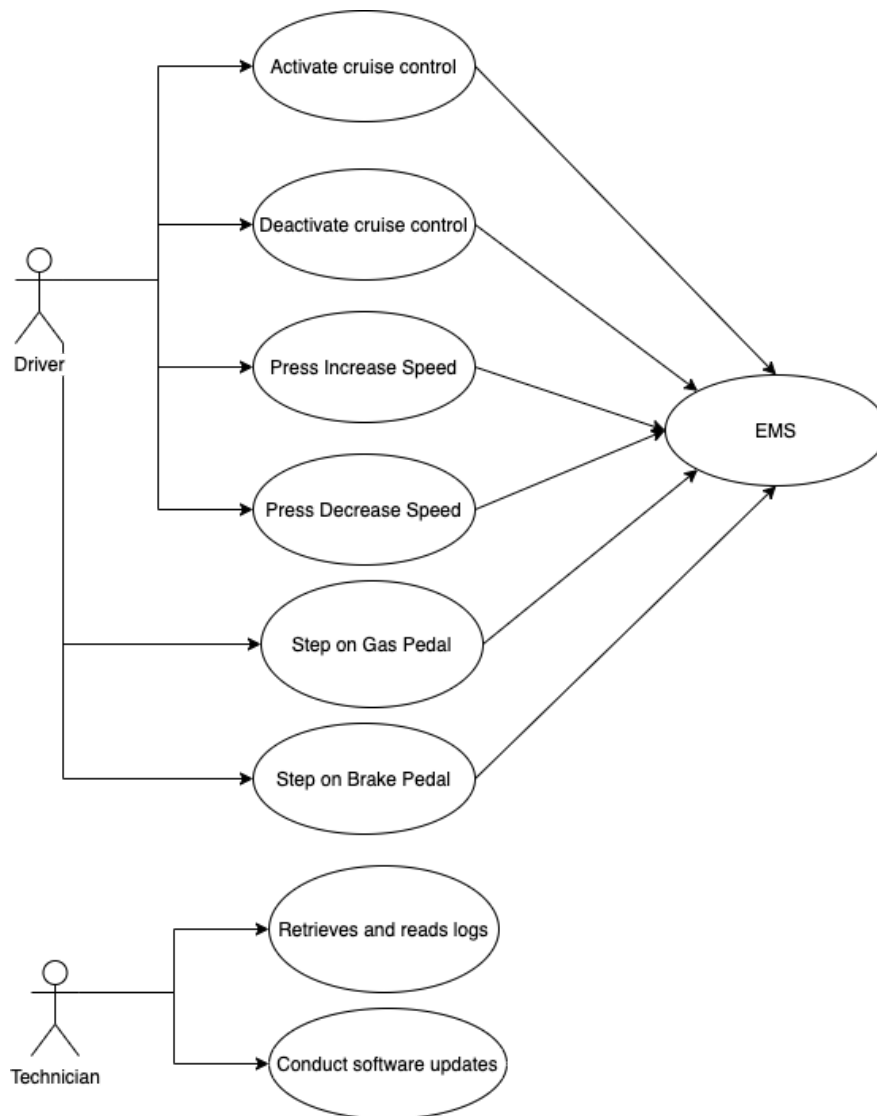 Activate cruise control
Deactivate cruise control
Driver
Press Increase Speed
EMS
Press Decrease Speed
Step on Gas Pedal
Step on Brake Pedal
Retrieves and reads logs
Technician
Conduct software updates